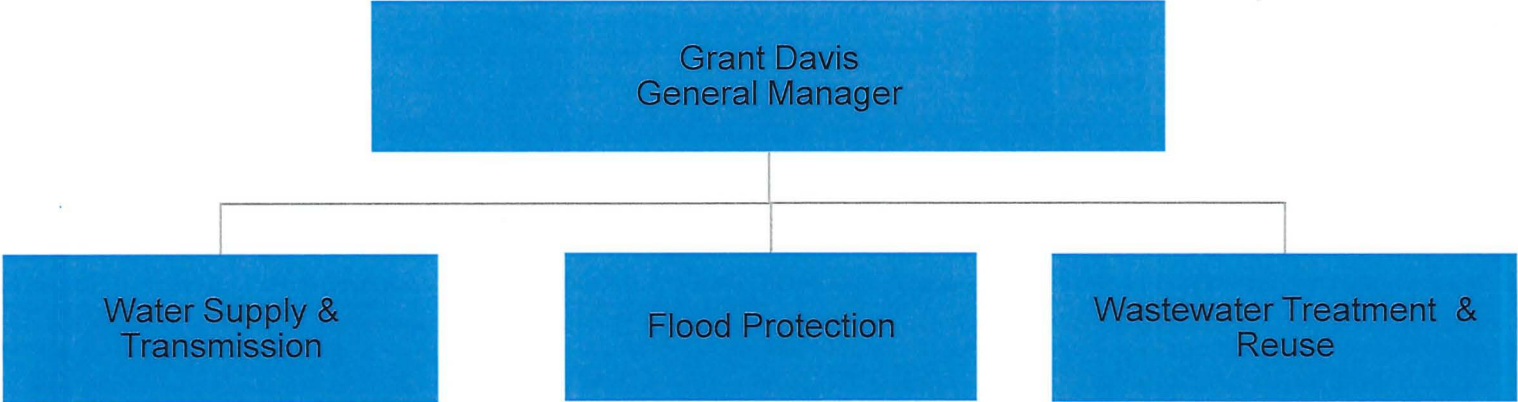 Grant Davis
General Manager
Water Supply &
Transmission
Flood Protection
Wastewater Treatment &
Reuse